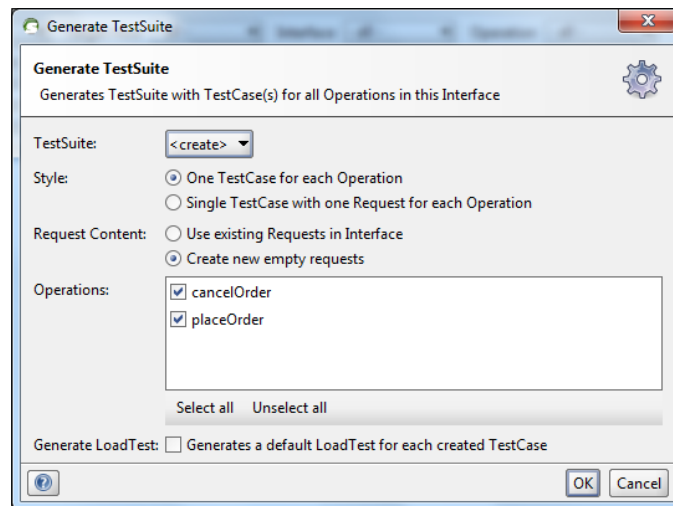 Generate TestSuite
Generate TestSuite
Generates TestSuite with TestCase(s) for all Operations in this Interface
TestSuite: <create>
Style: One TestCase for each Operation
Single TestCase with one Request for each Operation
Request Content: Use existing Requests in Interface
Create new empty requests
Operations: cancelOrder
placeOrder
Select all Unselect all
Generate LoadTest: Generates a default LoadTest for each created TestCase
OK Cancel